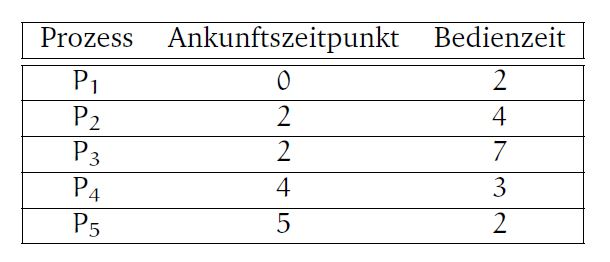 Prozess Ankunftszeitpunkt Bedienzeit
P₁ 0 2
P₂ 2 4
P₃ 2 7
P₄ 4 3
P₅ 5 2